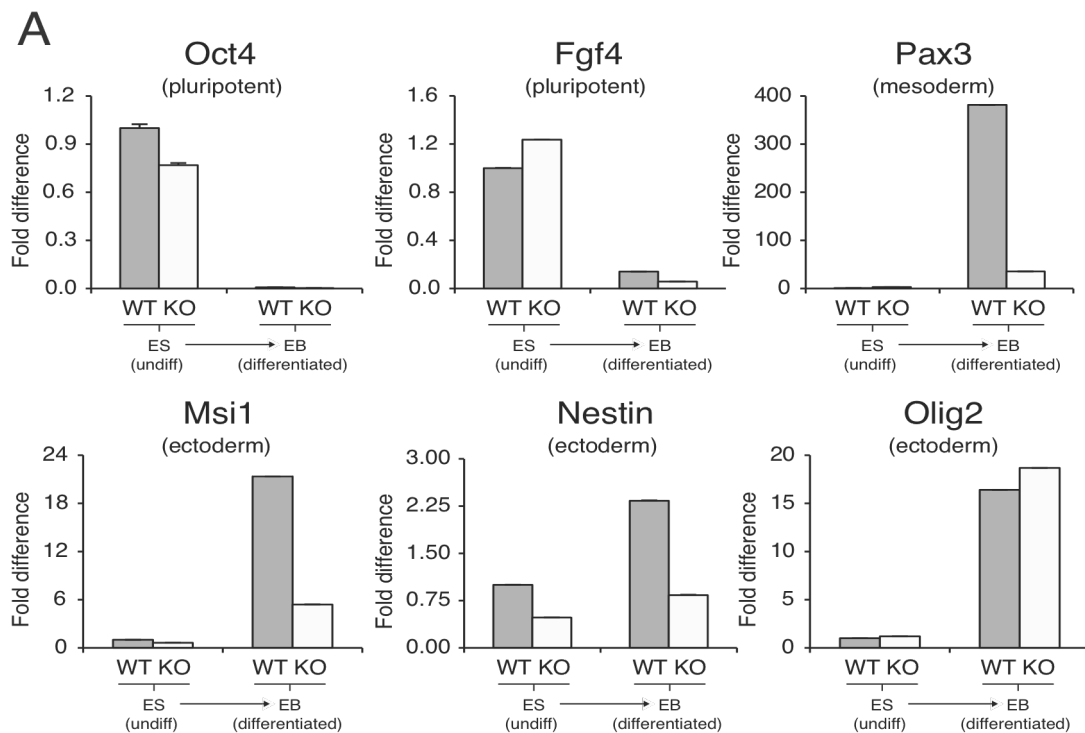 A
Oct4
(pluripotent)
Fold difference
1.2
0.9
0.6
0.3
0.0
WT KO WT KO
ES EB
(undiff) (differentiated)
Fgf4
(pluripotent)
Fold difference
1.6
1.2
0.8
0.4
0.0
WT KO WT KO
ES EB
(undiff) (differentiated)
Pax3
(mesoderm)
Fold difference
400
300
200
100
0
WT KO WT KO
ES EB
(undiff) (differentiated)
Msi1
(ectoderm)
Fold difference
24
18
12
6
0
WT KO WT KO
ES EB
(undiff) (differentiated)
Nestin
(ectoderm)
Fold difference
3.00
2.25
1.50
0.75
0.00
WT KO WT KO
ES EB
(undiff) (differentiated)
Olig2
(ectoderm)
Fold difference
20
15
10
5
0
WT KO WT KO
ES EB
(undiff) (differentiated)